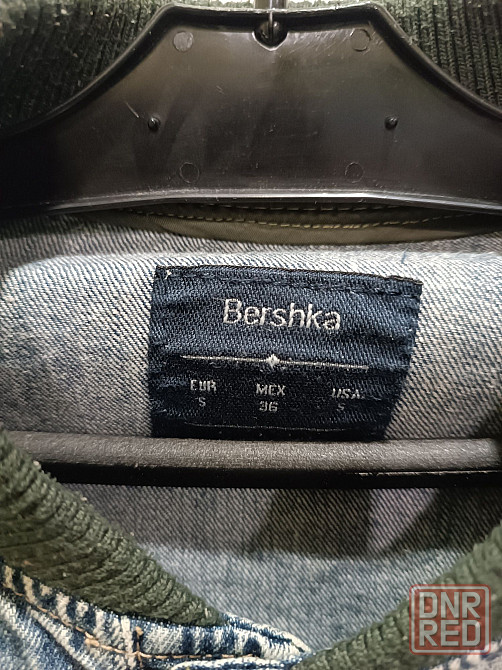 Bershka
EUR MEX USA
S 36 S
DNR
RED